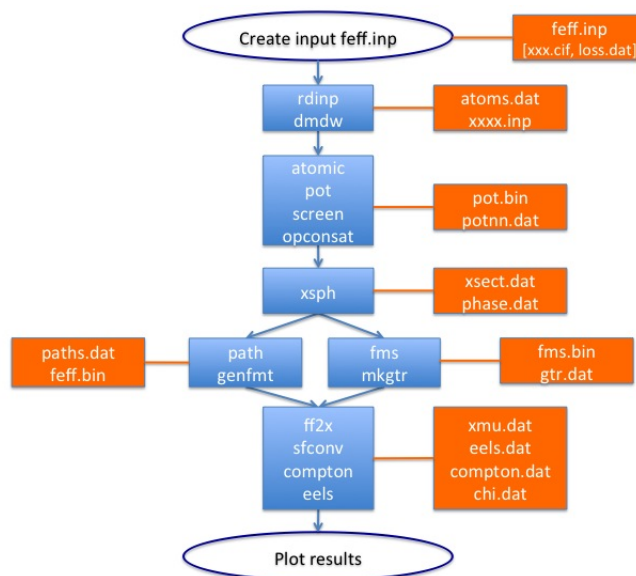 Create input feff.inp
feff.inp
[xxx.cif, loss.dat]
rdinp
dmdw
atoms.dat
xxxx.inp
atomic
pot
screen
opconsat
pot.bin
potnn.dat
xsph
xsect.dat
phase.dat
paths.dat
feff.bin
path
genfmt
fms
mkgtr
fms.bin
gtr.dat
ff2x
sfconv
compton
eels
xmu.dat
eels.dat
compton.dat
chi.dat
Plot results